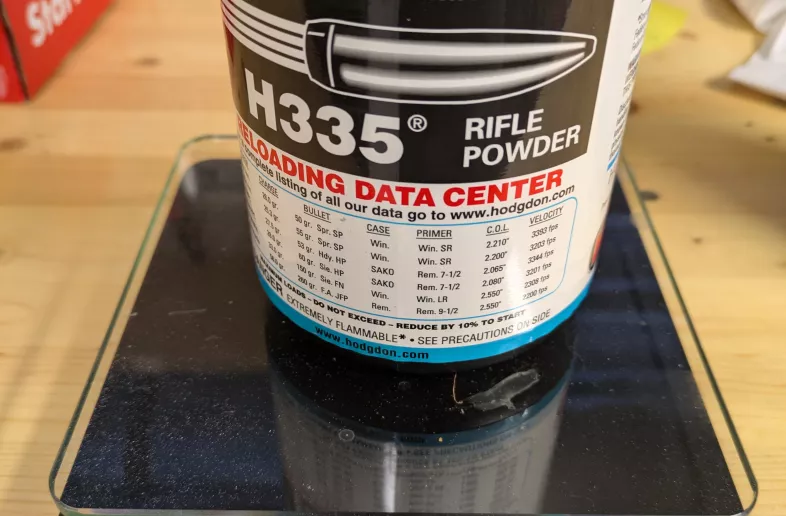 Star
H335® RIFLE POWDER
RELOADING DATA CENTER
complete listing of all our data go to www.hodgdon.com
CHARGE BULLET CASE PRIMER C.O.L. VELOCITY
50 gr. Spr. SP Win. Win. SR 2.210" 3393 fps
55 gr. Spr. SP Win. Win. SR 2.200" 3203 fps
53 gr. Hdy. HP SAKO Rem. 7-1/2 2.065" 3344 fps
60 gr. Sie. HP SAKO Rem. 7-1/2 2.080" 3201 fps
150 gr. Sie. FN Win. Win. LR 2.550" 2308 fps
F.A. JFP Rem. Rem. 9-1/2 2.550"
MAXIMUM LOADS - DO NOT EXCEED - REDUCE BY 10% TO START
EXTREMELY FLAMMABLE* • SEE PRECAUTIONS ON SIDE
www.hodgdon.com